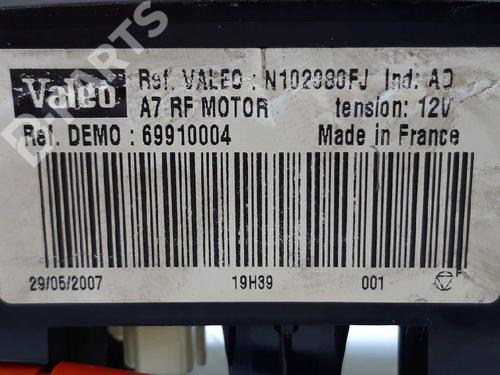 Valeo
Ref. VALEO : N102980FJ Ind: AD
A7 RF MOTOR tension: 12V
Ref. DEMO : 69910004 Made in France
29/05/2007 19H39 001